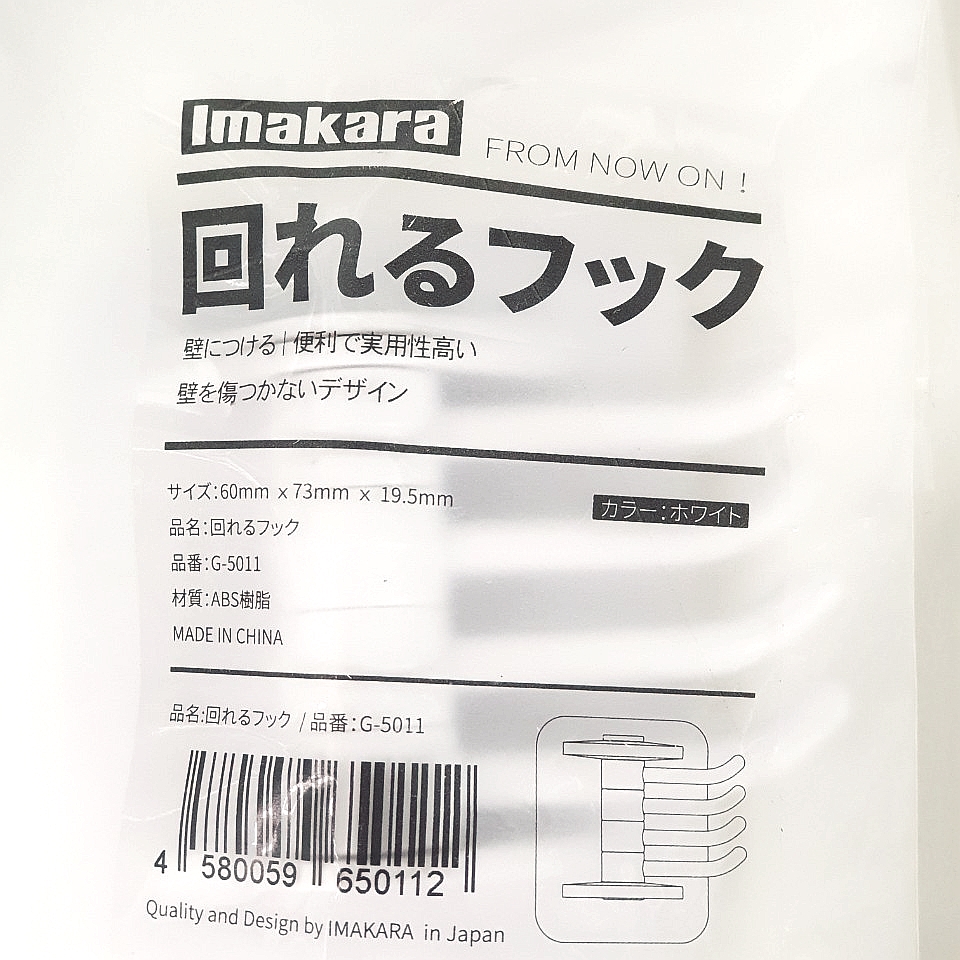 Imakara FROM NOW ON !
回れるフック
壁につける|便利で実用性高い
壁を傷つかないデザイン
サイズ:60mm x 73mm x 19.5mm
カラー:ホワイト
品名:回れるフック
品番:G-5011
材質:ABS樹脂
MADE IN CHINA
品名:回れるフック / 品番:G-5011
4 580059 650112
Quality and Design by IMAKARA in Japan